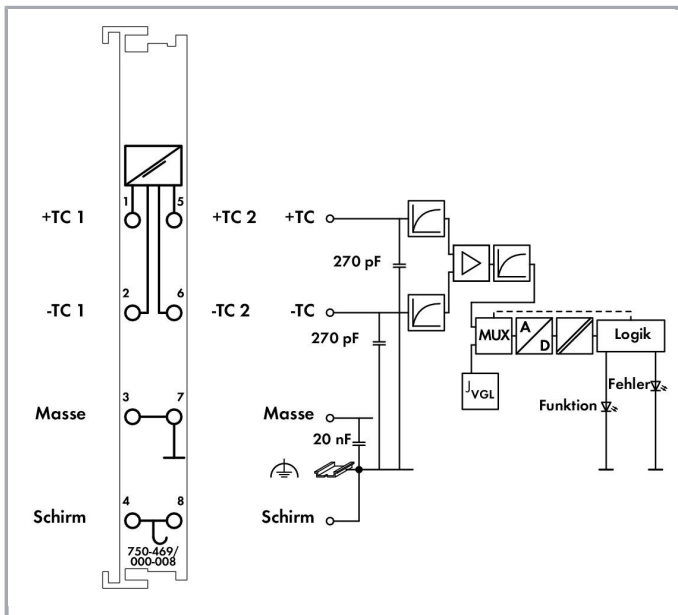 1 5
+TC 1 +TC 2 +TC
270 pF
2 6
-TC 1 -TC 2 -TC
270 pF
MUX A D Logik
J VGL
Fehler
Funktion
3 7
Masse Masse
20 nF
4 8
Schirm Schirm
750-469/
000-008